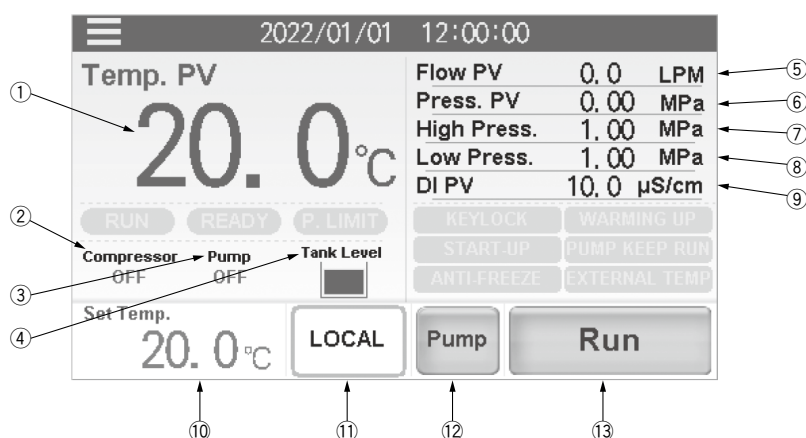 2022/01/01 12:00:00
Temp. PV
① 20.0℃
Flow PV 0.0 LPM ⑤
Press. PV 0.00 MPa ⑥
High Press. 1.00 MPa ⑦
Low Press. 1.00 MPa ⑧
DI PV 10.0 µS/cm ⑨
RUN READY P. LIMIT
KEYLOCK WARMING UP
START-UP PUMP KEEP RUN
ANTI-FREEZE EXTERNAL TEMP
② Compressor
OFF
③ Pump
OFF
④ Tank Level
Set Temp.
20.0℃
LOCAL
Pump
Run
⑩ ⑪ ⑫ ⑬